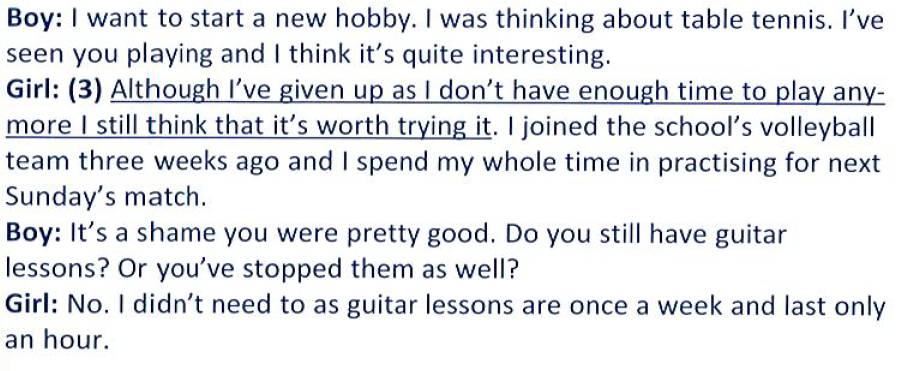 Boy: I want to start a new hobby. I was thinking about table tennis. I've
seen you playing and I think it's quite interesting.
Girl: (3) Although I've given up as I don't have enough time to play any-
more I still think that it's worth trying it. I joined the school's volleyball
team three weeks ago and I spend my whole time in practising for next
Sunday's match.
Boy: It's a shame you were pretty good. Do you still have guitar
lessons? Or you've stopped them as well?
Girl: No. I didn't need to as guitar lessons are once a week and last only
an hour.